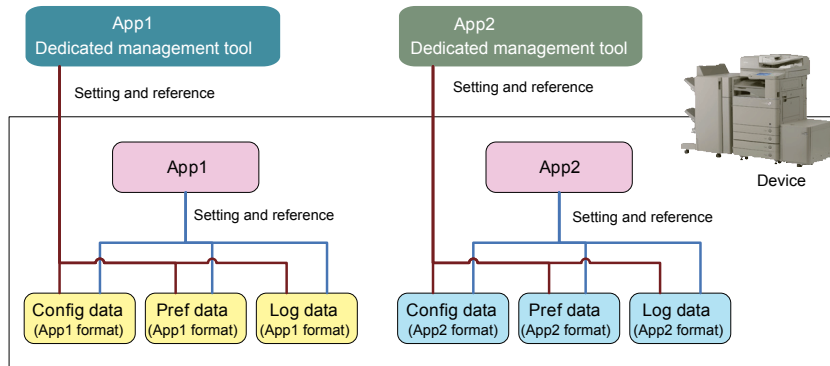 App1
Dedicated management tool
App2
Dedicated management tool
Setting and reference
Setting and reference
App1
App2
Device
Setting and reference
Setting and reference
Config data
(App1 format)
Pref data
(App1 format)
Log data
(App1 format)
Config data
(App2 format)
Pref data
(App2 format)
Log data
(App2 format)